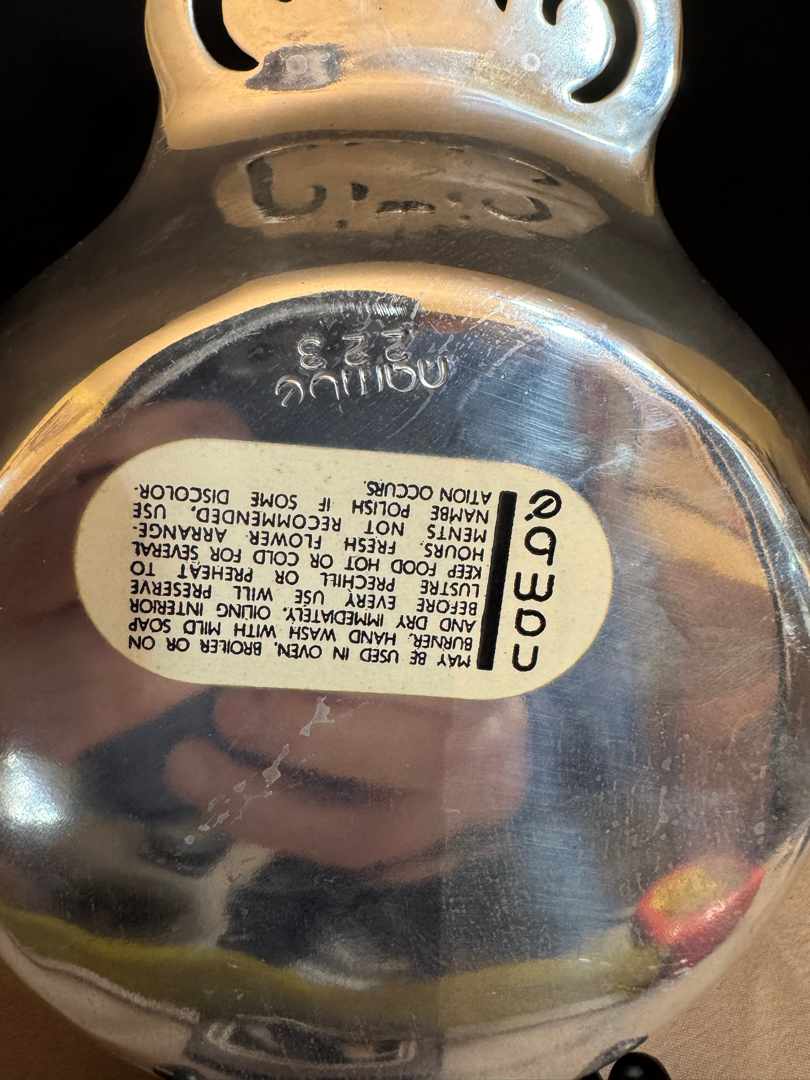 nambé
MAY BE USED IN OVEN, BROILER OR ON
BURNER. HAND WASH WITH MILD SOAP
AND DRY IMMEDIATELY. OILING INTERIOR
BEFORE EVERY USE WILL PRESERVE
LUSTRE PRECHILL OR PREHEAT TO
KEEP FOOD HOT OR COLD FOR SEVERAL
HOURS. FRESH FLOWER ARRANGE-
MENTS NOT RECOMMENDED, USE
NAMBE POLISH IF SOME DISCOLOR-
ATION OCCURS.
nambe
223